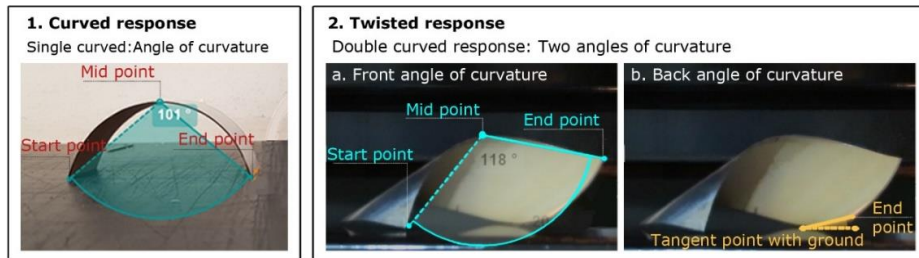 1. Curved response
Single curved:Angle of curvature
Mid point
101 °
Start point
End point
2. Twisted response
Double curved response: Two angles of curvature
a. Front angle of curvature
Mid point
End point
Start point
118 °
b. Back angle of curvature
End
point
Tangent point with ground